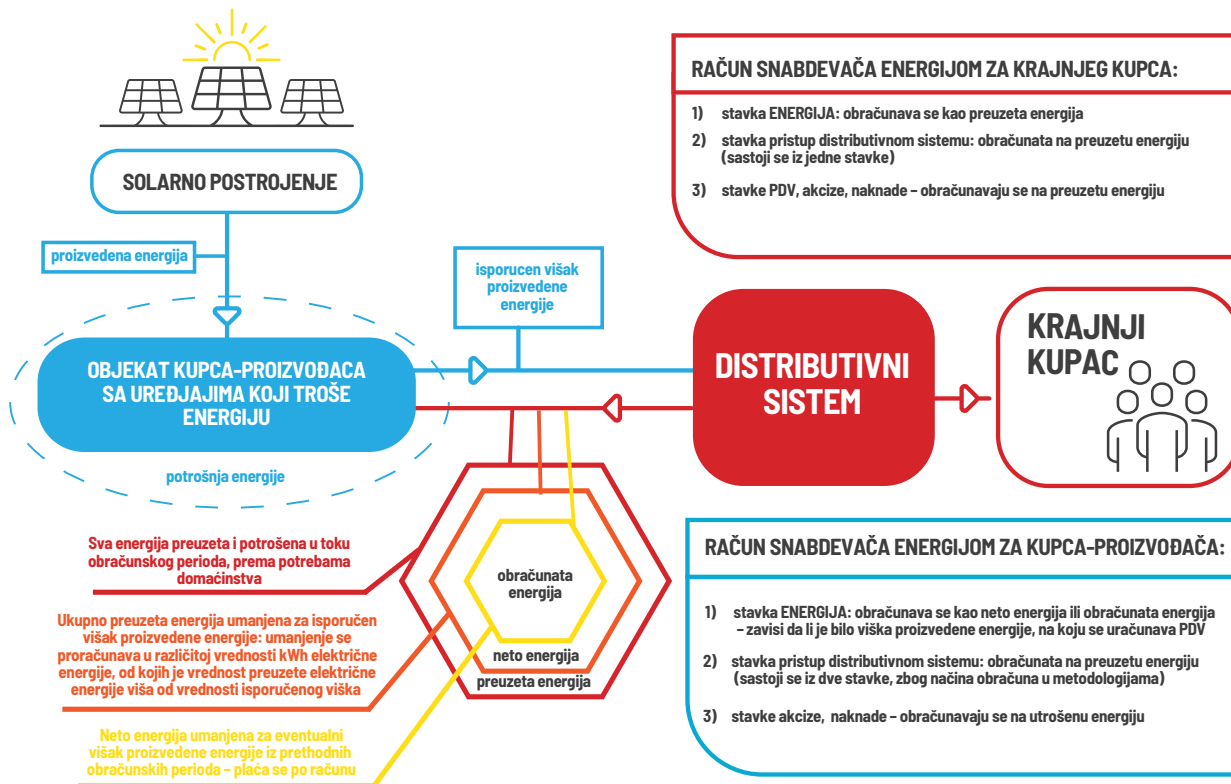 SOLARNO POSTROJENJE
proizvedena energija
OBJEKAT KUPCA-PROIZVOĐAČA
SA UREĐJAJIMA KOJI TROŠE
ENERGIJU
potrošnja energije
isporucen višak
proizvedene
energije
DISTRIBUTIVNI
SISTEM
KRAJNJI
KUPAC
RAČUN SNABDEVAČA ENERGIJOM ZA KRAJNJEG KUPCA:
1) stavka ENERGIJA: obračunava se kao preuzeta energija
2) stavka pristup distributivnom sistemu: obračunata na preuzetu energiju
(sastoji se iz jedne stavke)
3) stavke PDV, akcize, naknade – obračunavaju se na preuzetu energiju
Sva energija preuzeta i potrošena u toku
obračunskog perioda, prema potrebama
domaćinstva
Ukupno preuzeta energija umanjena za isporučen
višak proizvedene energije: umanjenje se
proračunava u različitoj vrednosti kWh električne
energije, od kojih je vrednost preuzete električne
energije viša od vrednosti isporučenog viška
Neto energija umanjena za eventualni
višak proizvedene energije iz prethodnih
obračunskih perioda – plaća se po računu
obračunata
energija
neto energija
preuzeta energija
RAČUN SNABDEVAČA ENERGIJOM ZA KUPCA-PROIZVOĐAČA:
1) stavka ENERGIJA: obračunava se kao neto energija ili obračunata energija
– zavisi da li je bilo viška proizvedene energije, na koju se uračunava PDV
2) stavka pristup distributivnom sistemu: obračunata na preuzetu energiju
(sastoji se iz dve stavke, zbog načina obračuna u metodologijama)
3) stavke akcize, naknade – obračunavaju se na utrošenu energiju